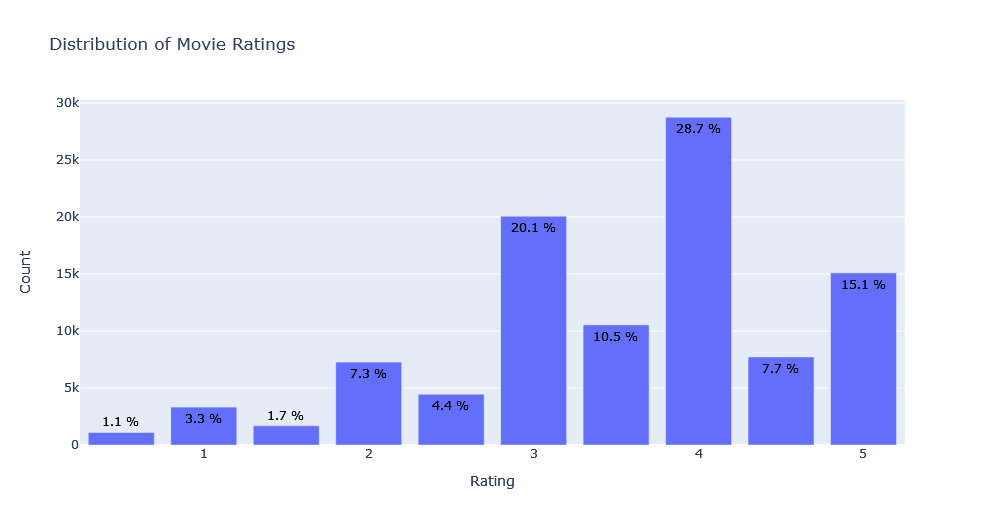 Distribution of Movie Ratings
30k
25k
20k
15k
10k
5k
0
Count
1.1 %
3.3 %
1.7 %
7.3 %
4.4 %
20.1 %
10.5 %
28.7 %
7.7 %
15.1 %
1
2
3
4
5
Rating